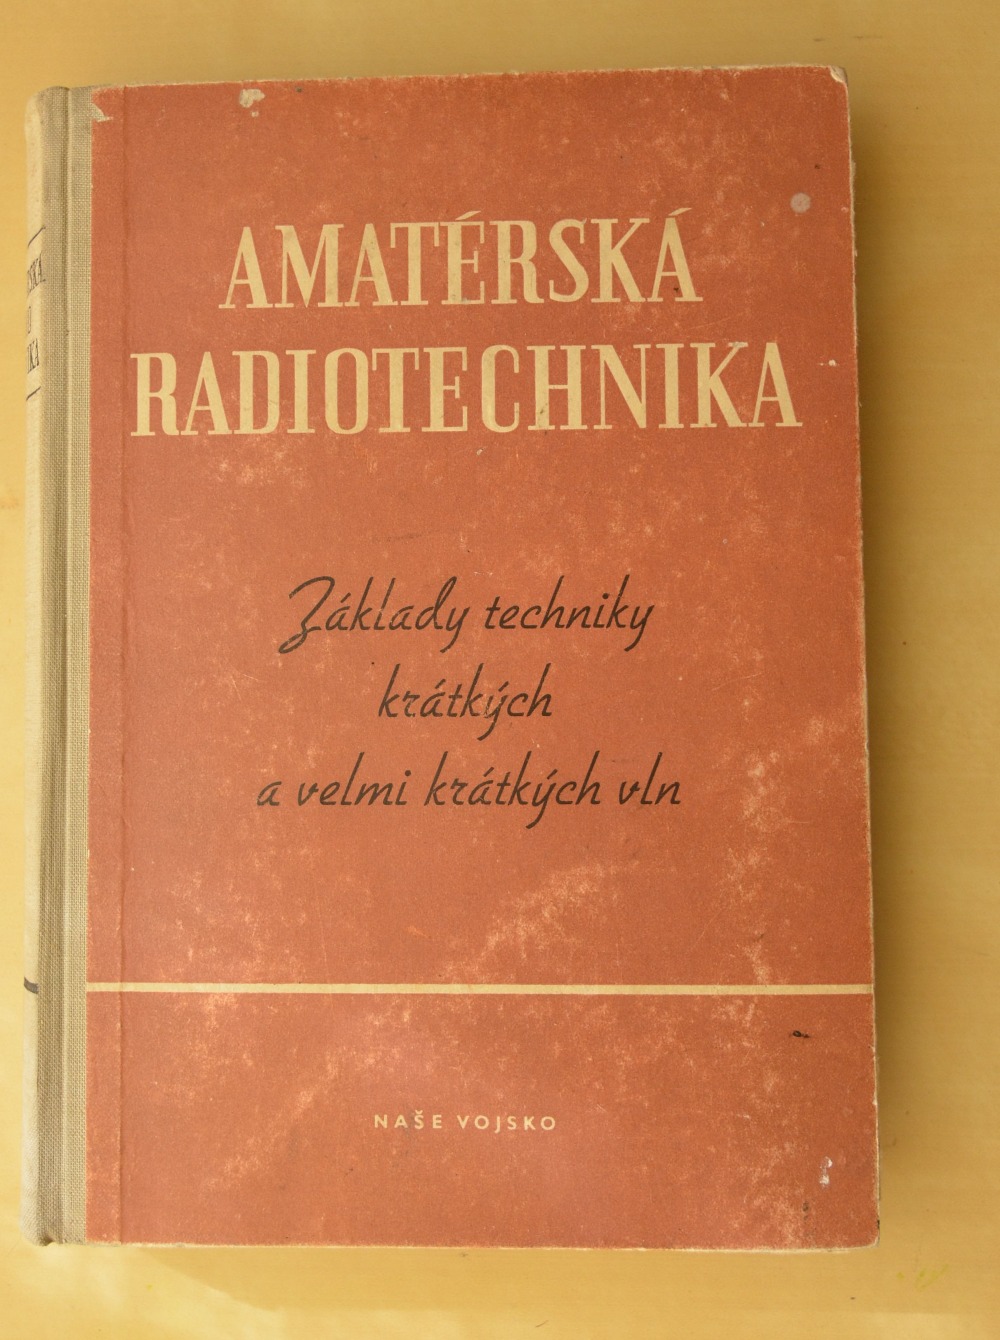 AMATÉRSKÁ
RADIOTECHNIKA
Základy techniky
krátkých
a velmi krátkých vln
NAŠE VOJSKO